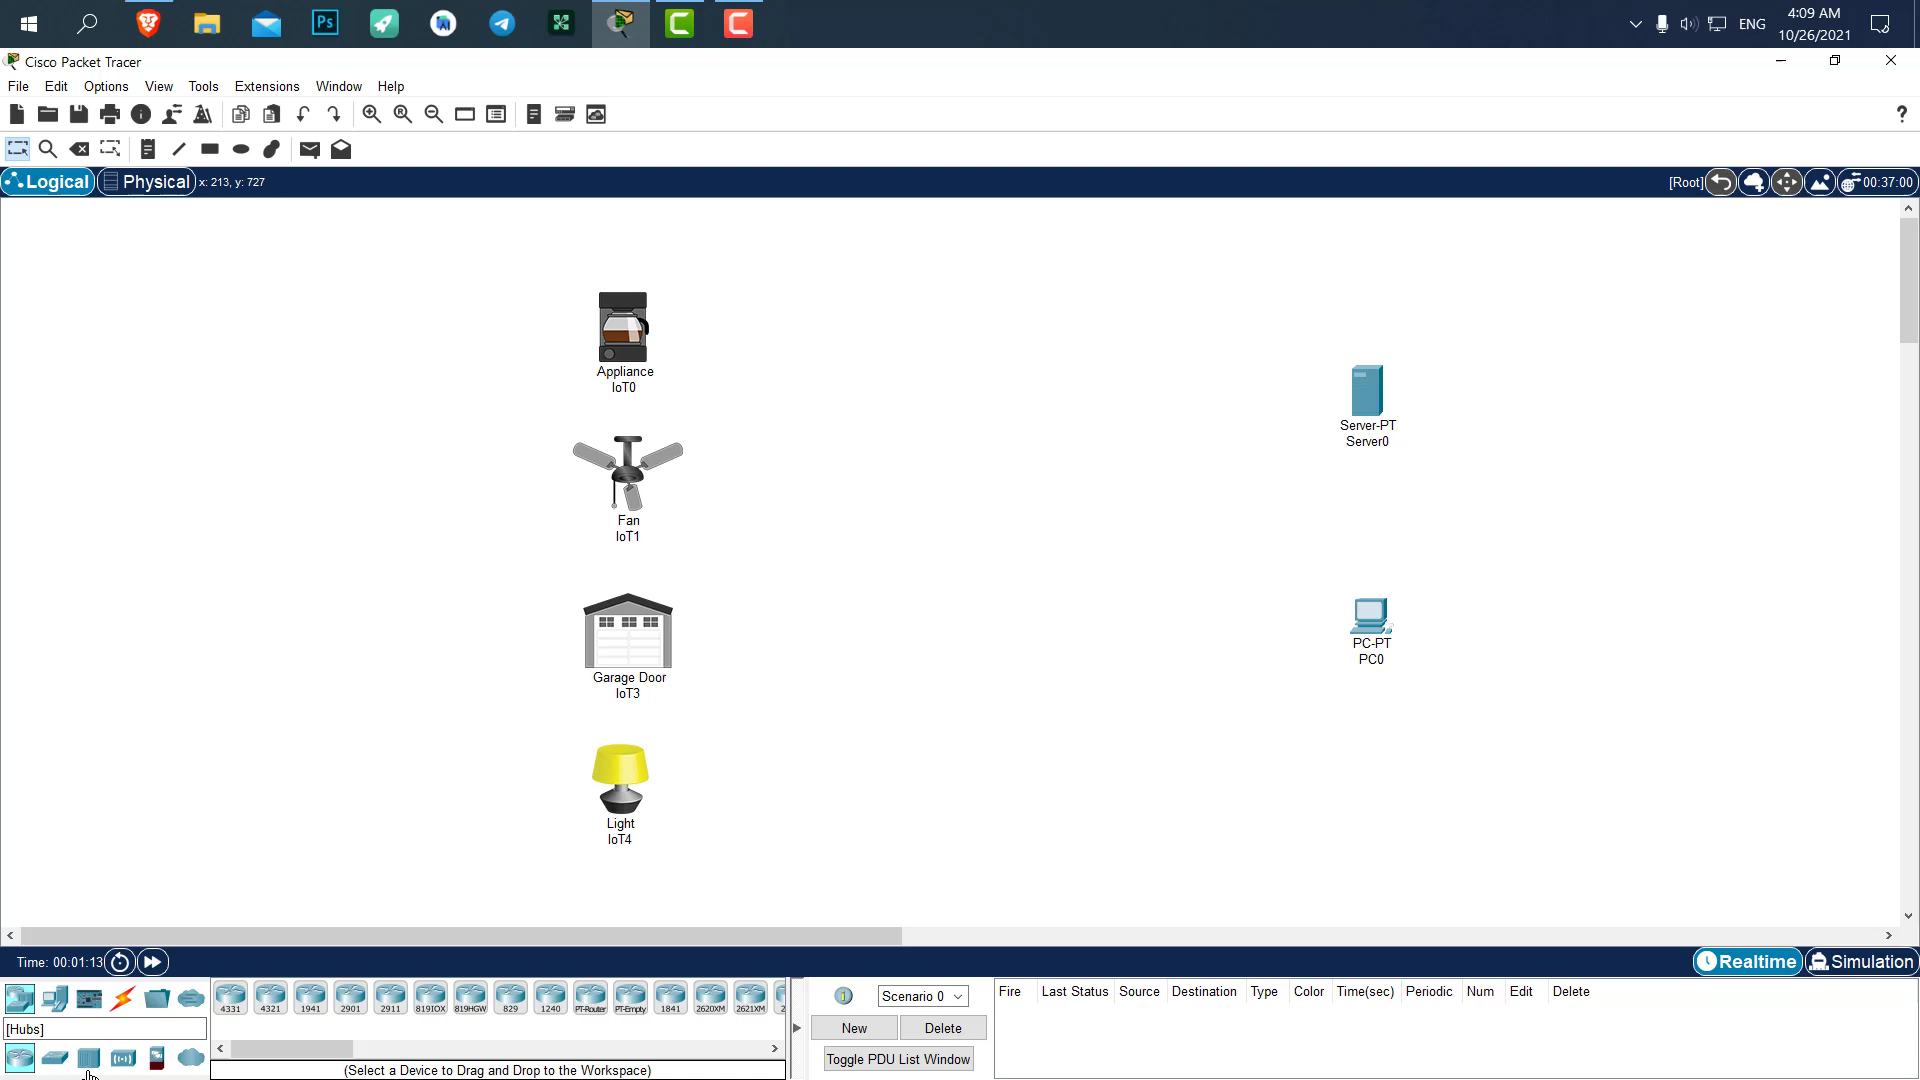 Ps
ENG
4:09 AM
10/26/2021
Cisco Packet Tracer
File Edit Options View Tools Extensions Window Help
?
Logical Physical x: 213, y: 727 [Root] 00:37:00
Appliance
IoT0
Fan
IoT1
Garage Door
IoT3
Light
IoT4
Server-PT
Server0
PC-PT
PC0
Time: 00:01:13 Realtime Simulation
4331 4321 1941 2901 2911 819IOX 819HGW 829 1240 PT-Router PT-Empty 1841 2620XM 2621XM 2
[Hubs]
(Select a Device to Drag and Drop to the Workspace)
Scenario 0
New Delete
Toggle PDU List Window
Fire Last Status Source Destination Type Color Time(sec) Periodic Num Edit Delete